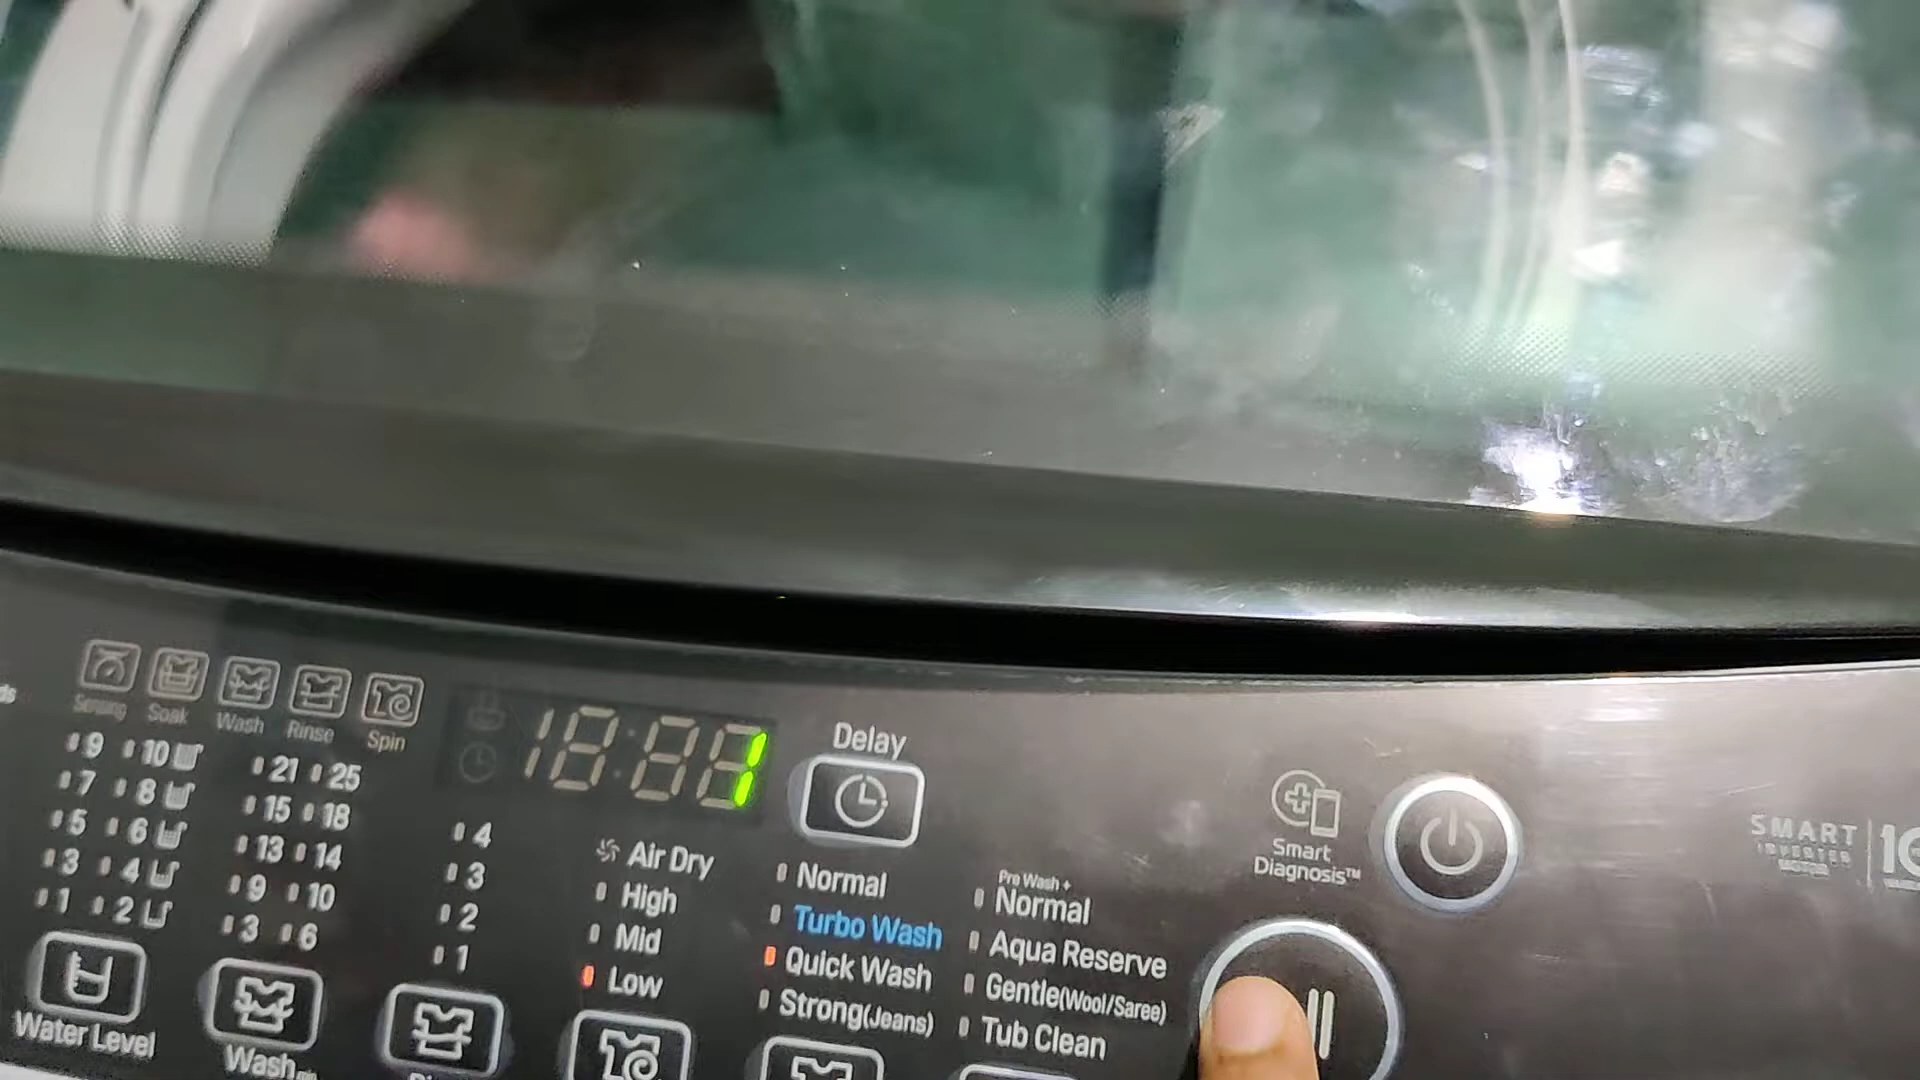 Sensing Soak Wash Rinse Spin
9 10
7 8
5 6
3 4
1 2
Water Level
21 25
15 18
13 14
9 10
3 6
Wash
4
3
2
1
1
Air Dry
High
Mid
Low
Delay
Normal
Turbo Wash
Quick Wash
Strong(Jeans)
Pre Wash +
Normal
Aqua Reserve
Gentle(Wool/Saree)
Tub Clean
Smart
Diagnosis™
SMART
INVERTER
MOTOR